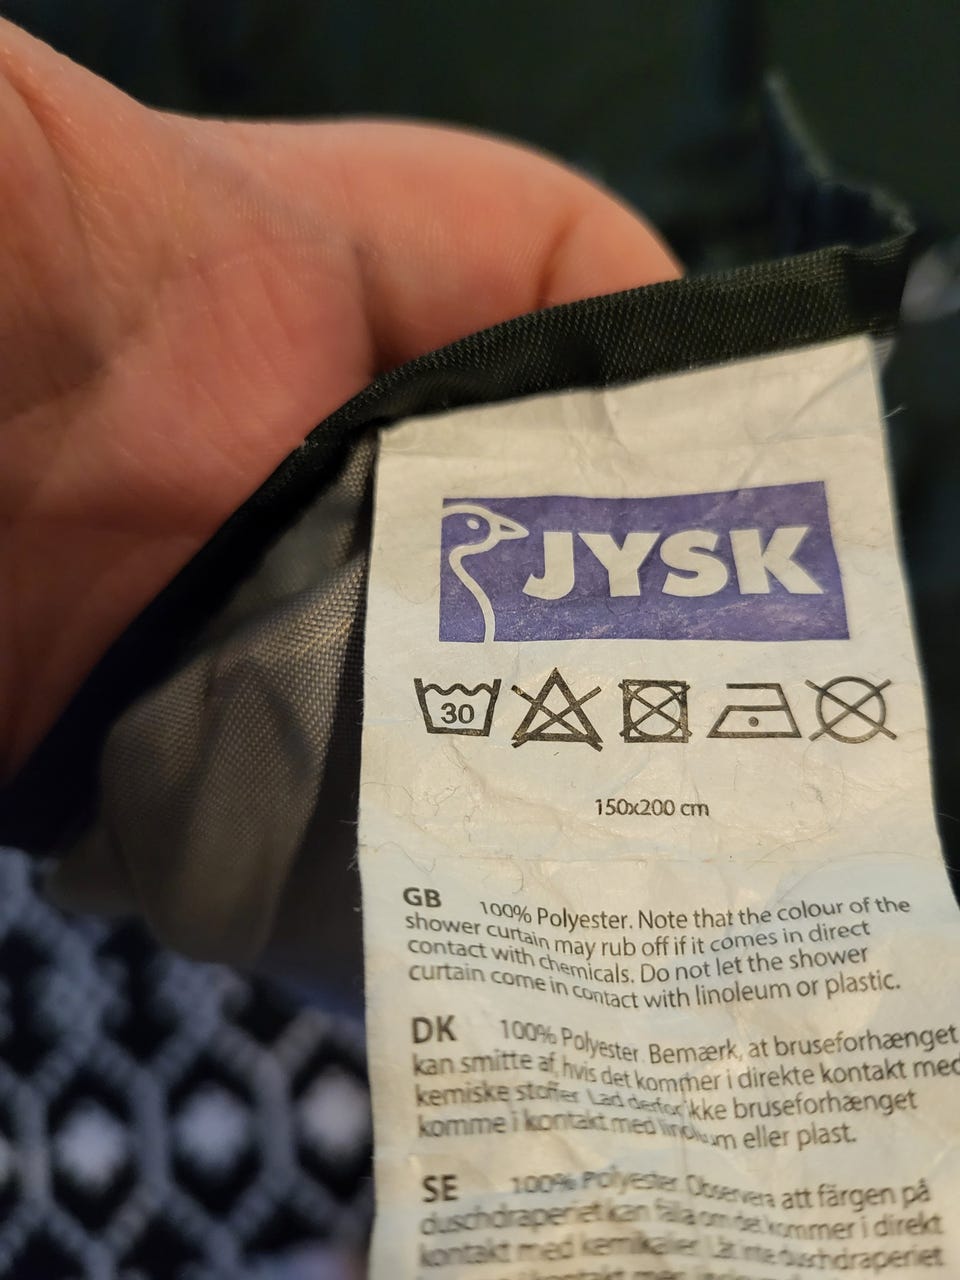 JYSK
30
150x200 cm
GB 100% Polyester. Note that the colour of the
shower curtain may rub off if it comes in direct
contact with chemicals. Do not let the shower
curtain come in contact with linoleum or plastic.
DK 100% Polyester. Bemærk, at bruseforhænget
kan smitte af, hvis det kommer i direkte kontakt med
kemiske stoffer. Lad derfor ikke bruseforhænget
komme i kontakt med linoleum eller plast.
SE 100% Polyester. Observera att färgen på
duschdraperiet kan fälla om det kommer i direkt
kontakt med kemikalier. Låt inte duschdraperiet